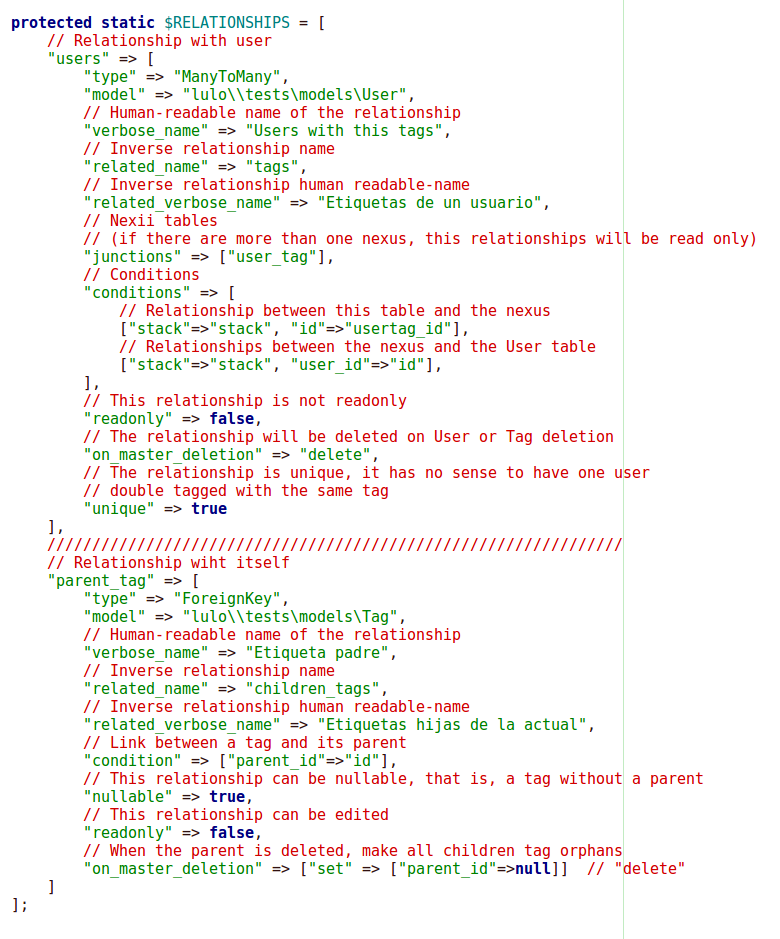 protected static $RELATIONSHIPS = [
    // Relationship with user
    "users" => [
        "type" => "ManyToMany",
        "model" => "lulo\\tests\models\User",
        // Human-readable name of the relationship
        "verbose_name" => "Users with this tags",
        // Inverse relationship name
        "related_name" => "tags",
        // Inverse relationship human readable-name
        "related_verbose_name" => "Etiquetas de un usuario",
        // Nexii tables
        // (if there are more than one nexus, this relationships will be read only)
        "junctions" => ["user_tag"],
        // Conditions
        "conditions" => [
            // Relationship between this table and the nexus
            ["stack"=>"stack", "id"=>"usertag_id"],
            // Relationships between the nexus and the User table
            ["stack"=>"stack", "user_id"=>"id"],
        ],
        // This relationship is not readonly
        "readonly" => false,
        // The relationship will be deleted on User or Tag deletion
        "on_master_deletion" => "delete",
        // The relationship is unique, it has no sense to have one user
        // double tagged with the same tag
        "unique" => true
    ],
    ////////////////////////////////////////////////////////////////
    // Relationship wiht itself
    "parent_tag" => [
        "type" => "ForeignKey",
        "model" => "lulo\\tests\models\Tag",
        // Human-readable name of the relationship
        "verbose_name" => "Etiqueta padre",
        // Inverse relationship name
        "related_name" => "children_tags",
        // Inverse relationship human readable-name
        "related_verbose_name" => "Etiquetas hijas de la actual",
        // Link between a tag and its parent
        "condition" => ["parent_id"=>"id"],
        // This relationship can be nullable, that is, a tag without a parent
        "nullable" => true,
        // This relationship can be edited
        "readonly" => false,
        // When the parent is deleted, make all children tag orphans
        "on_master_deletion" => ["set" => ["parent_id"=>null]]  // "delete"
    ]
];